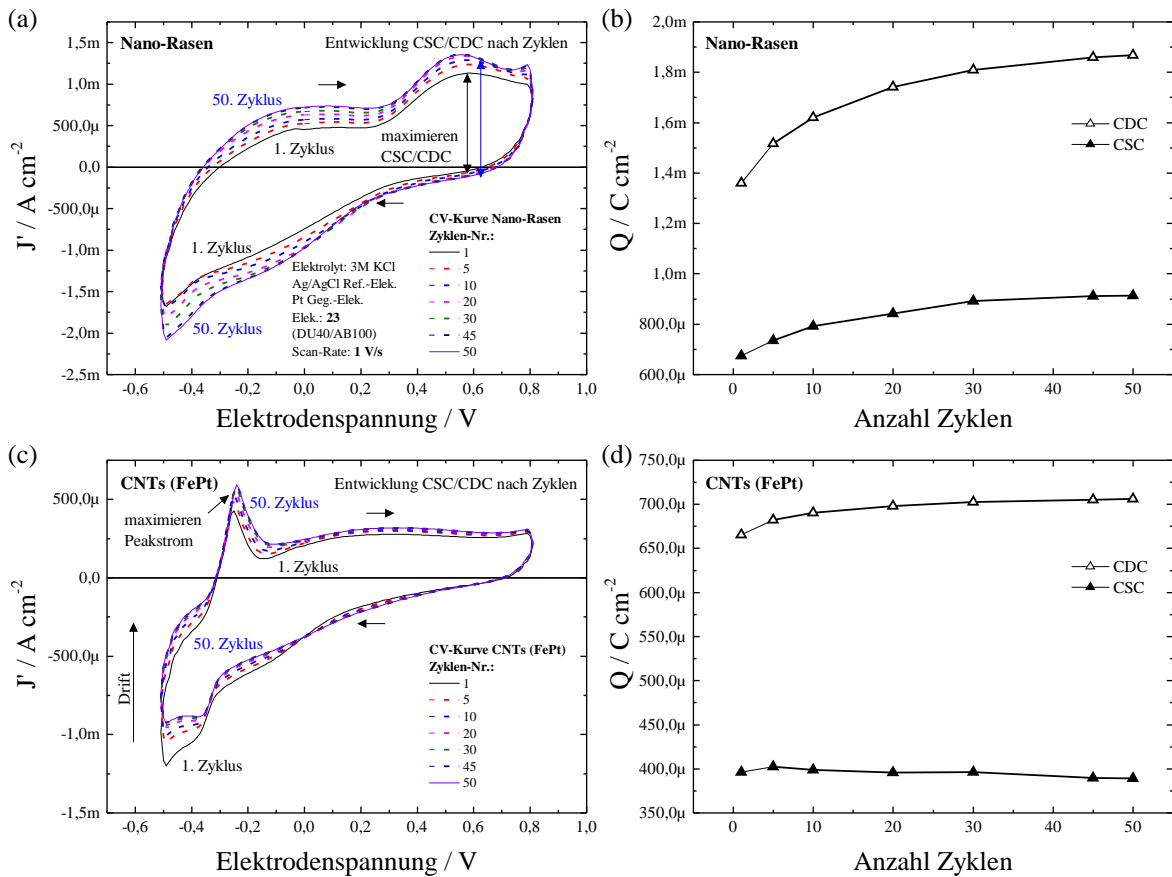 (a)
Nano-Rasen
Entwicklung CSC/CDC nach Zyklen
50. Zyklus
1. Zyklus
maximieren
CSC/CDC
1. Zyklus
50. Zyklus
Elektrolyt: 3M KCl
Ag/AgCl Ref.-Elek.
Pt Geg.-Elek.
Elek.: 23
(DU40/AB100)
Scan-Rate: 1 V/s
CV-Kurve Nano-Rasen
Zyklen-Nr.:
1
5
10
20
30
45
50
1,5m
1,0m
500,0µ
0,0
-500,0µ
-1,0m
-1,5m
-2,0m
-2,5m
J' / A cm-2
-0,6 -0,4 -0,2 0,0 0,2 0,4 0,6 0,8 1,0
Elektrodenspannung / V
(b)
Nano-Rasen
CDC
CSC
2,0m
1,8m
1,6m
1,4m
1,2m
1,0m
800,0µ
600,0µ
Q / C cm-2
0 10 20 30 40 50
Anzahl Zyklen
(c)
CNTs (FePt)
Entwicklung CSC/CDC nach Zyklen
maximieren
Peakstrom
50. Zyklus
1. Zyklus
50. Zyklus
Drift
1. Zyklus
CV-Kurve CNTs (FePt)
Zyklen-Nr.:
1
5
10
20
30
45
50
500,0µ
0,0
-500,0µ
-1,0m
-1,5m
J' / A cm-2
-0,6 -0,4 -0,2 0,0 0,2 0,4 0,6 0,8 1,0
Elektrodenspannung / V
(d)
CNTs (FePt)
CDC
CSC
750,0µ
700,0µ
650,0µ
600,0µ
550,0µ
500,0µ
450,0µ
400,0µ
350,0µ
Q / C cm-2
0 10 20 30 40 50
Anzahl Zyklen